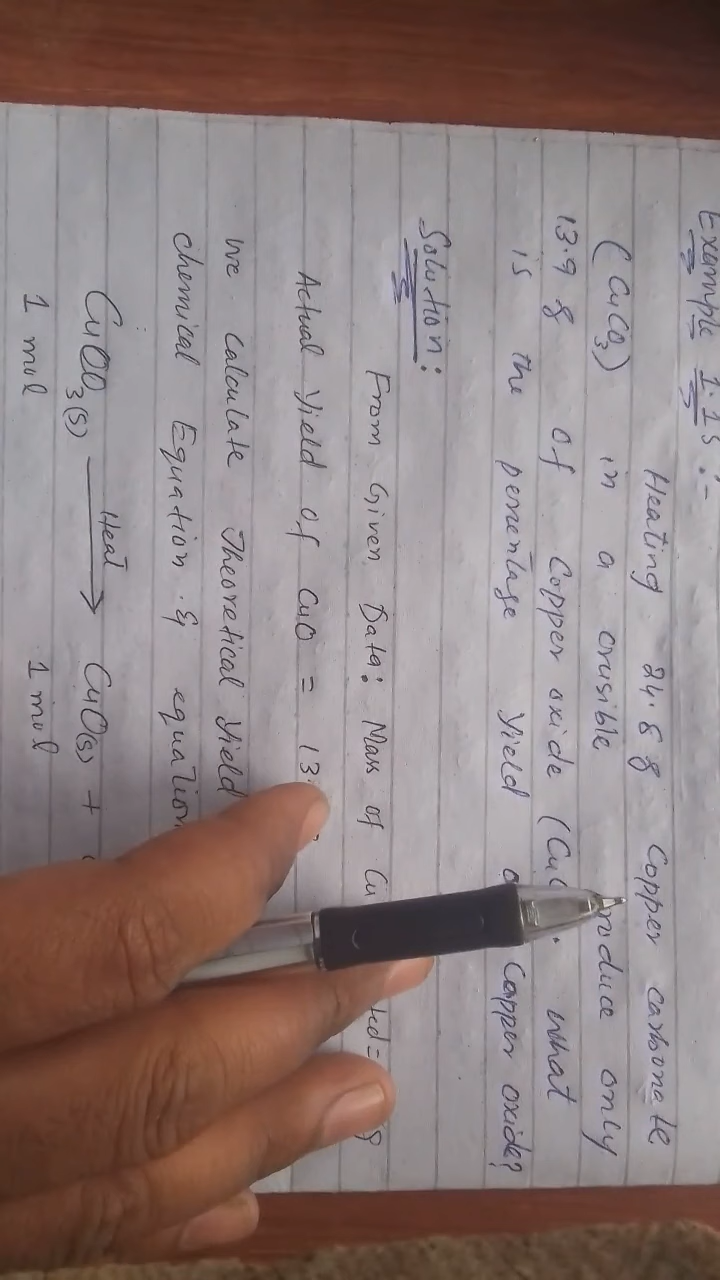 Example 1.15 :-
Heating 24.8 g Copper carbonate
(CuCO3) in a crusible produce only
13.9 g of Copper oxide (Cu . what
is the percentage Yield Copper oxide?
Solution:
From Given Data: Mass of Cu
Actual Yield of CuO = 13.
we calculate Theoretical Yield
chemical Equation. & equation
CuCO3(s) Heat → CuO(s) +
1 mol 1 mol